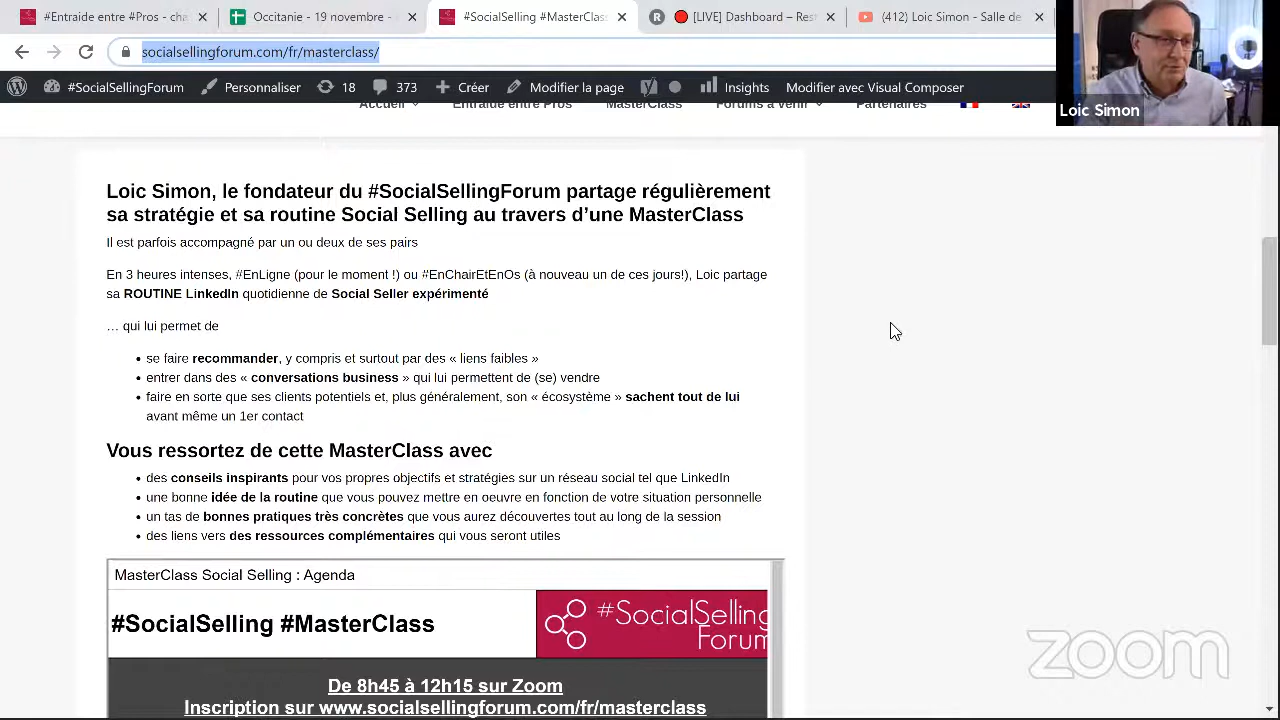 #Entraide entre #Pros -
Occitanie - 19 novembre -
#SocialSelling #MasterClas
[LIVE] Dashboard – Rest
(412) Loic Simon - Salle de
socialsellingforum.com/fr/masterclass/
#SocialSellingForum Personnaliser 18 373 Créer Modifier la page Insights Modifier avec Visual Composer
Loic Simon
Accueil Entraide entre Pros MasterClass Forums à venir Partenaires
Loic Simon, le fondateur du #SocialSellingForum partage régulièrement
sa stratégie et sa routine Social Selling au travers d’une MasterClass
Il est parfois accompagné par un ou deux de ses pairs
En 3 heures intenses, #EnLigne (pour le moment !) ou #EnChairEtEnOs (à nouveau un de ces jours!), Loic partage
sa ROUTINE LinkedIn quotidienne de Social Seller expérimenté
… qui lui permet de
• se faire recommander, y compris et surtout par des « liens faibles »
• entrer dans des « conversations business » qui lui permettent de (se) vendre
• faire en sorte que ses clients potentiels et, plus généralement, son « écosystème » sachent tout de lui
avant même un 1er contact
Vous ressortez de cette MasterClass avec
• des conseils inspirants pour vos propres objectifs et stratégies sur un réseau social tel que LinkedIn
• une bonne idée de la routine que vous pouvez mettre en oeuvre en fonction de votre situation personnelle
• un tas de bonnes pratiques très concrètes que vous aurez découvertes tout au long de la session
• des liens vers des ressources complémentaires qui vous seront utiles
MasterClass Social Selling : Agenda
#SocialSelling #MasterClass
#SocialSelling
Forum
De 8h45 à 12h15 sur Zoom
Inscription sur www.socialsellingforum.com/fr/masterclass
zoom